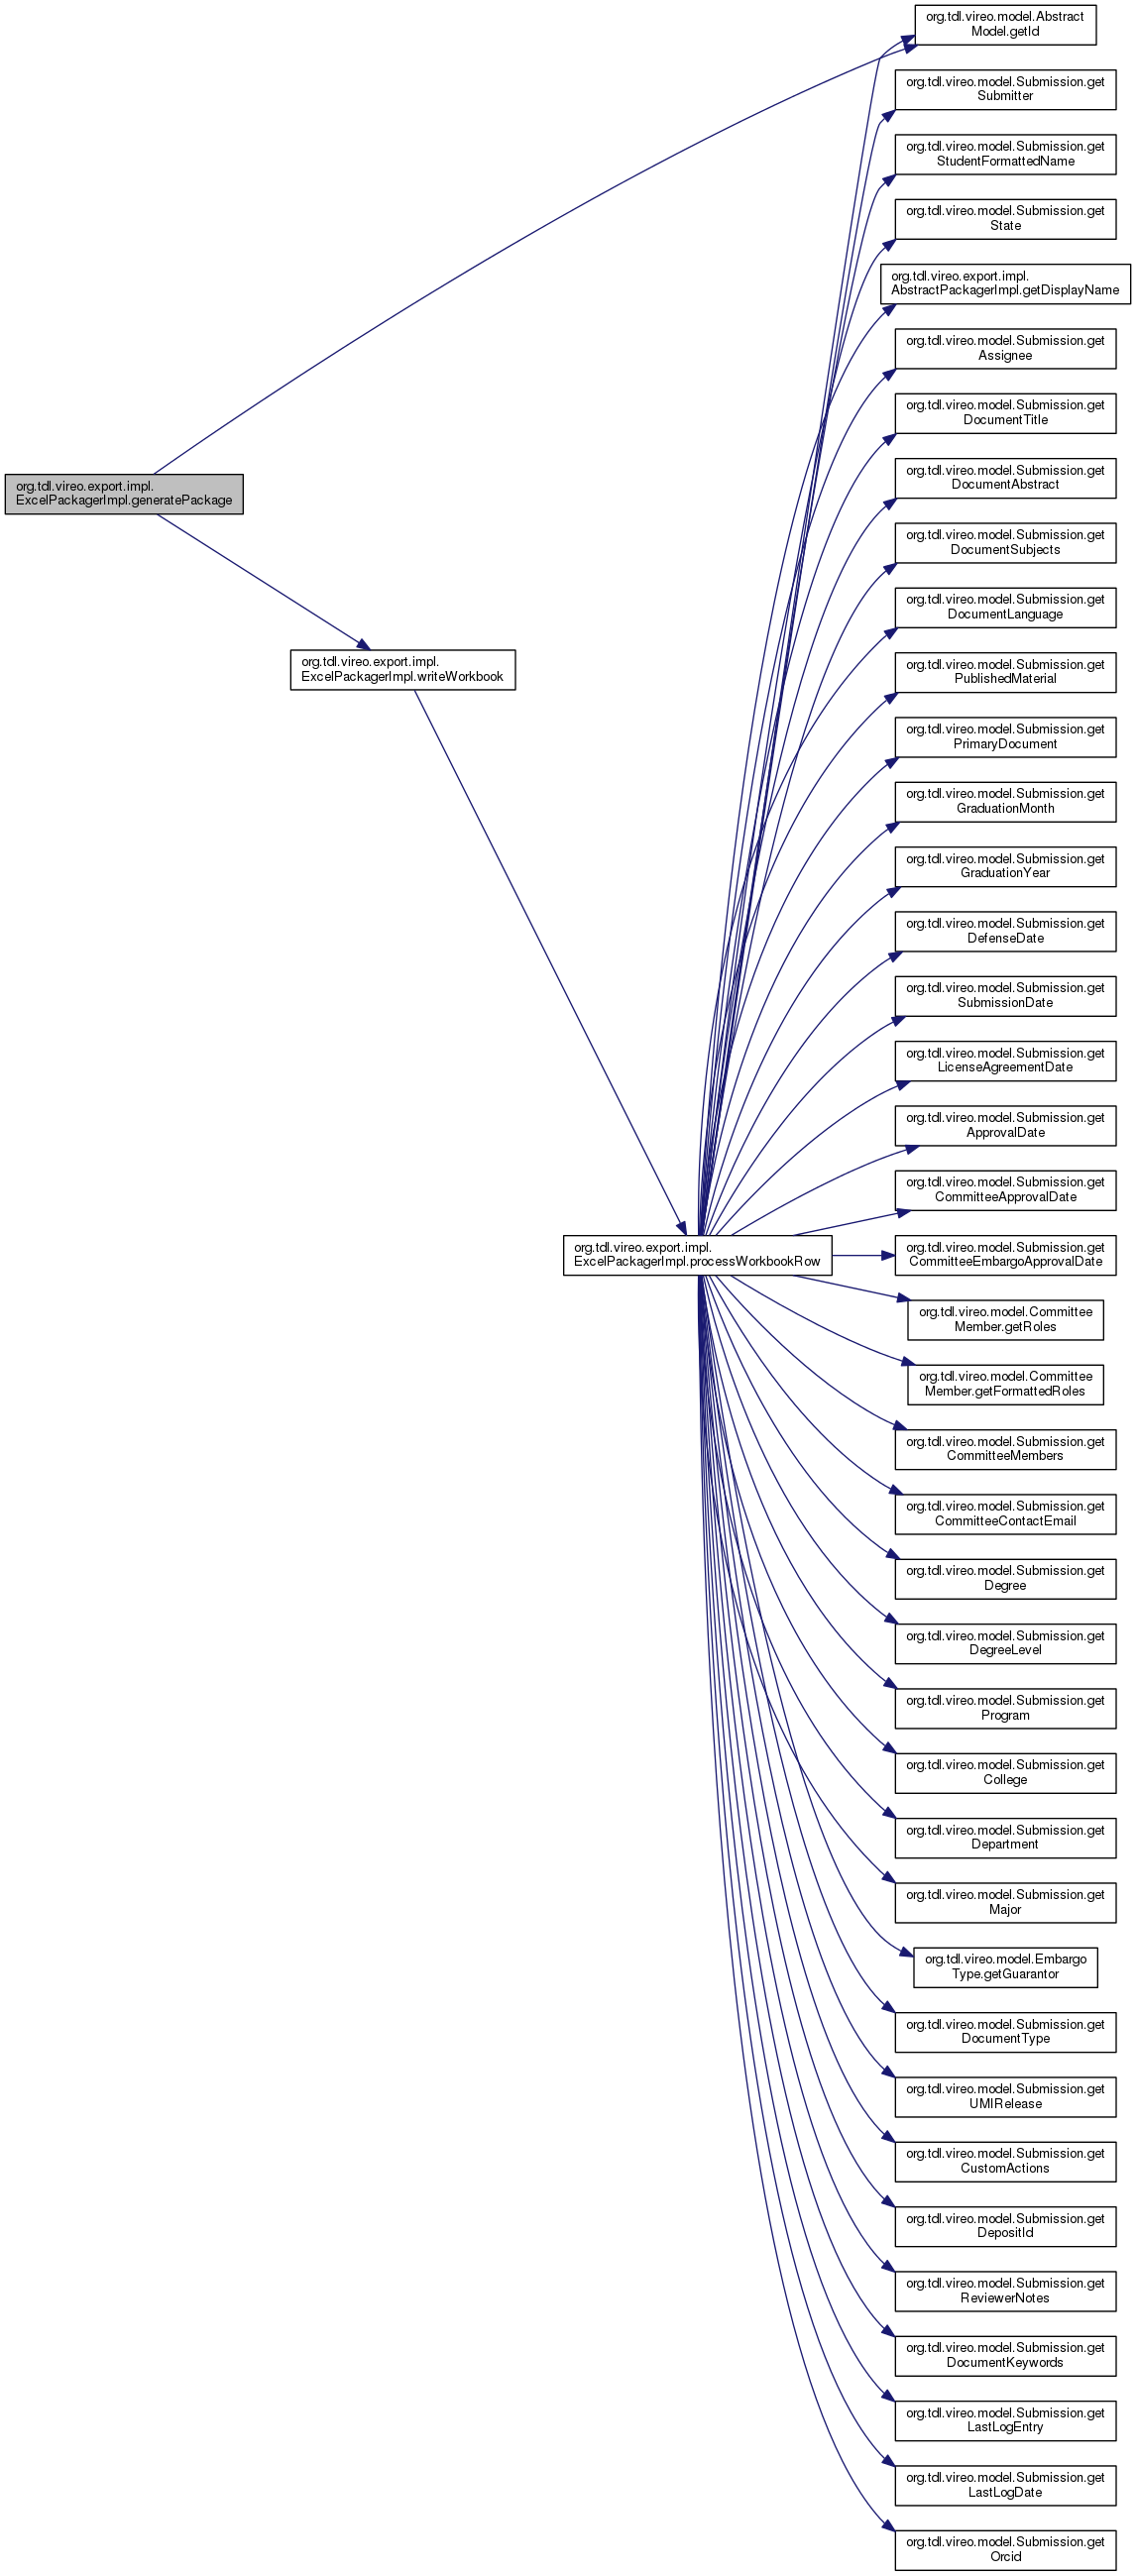 org.tdl.vireo.model.Abstract
Model.getId
org.tdl.vireo.model.Submission.get
Submitter
org.tdl.vireo.model.Submission.get
StudentFormattedName
org.tdl.vireo.model.Submission.get
State
org.tdl.vireo.export.impl.
AbstractPackagerImpl.getDisplayName
org.tdl.vireo.model.Submission.get
Assignee
org.tdl.vireo.model.Submission.get
DocumentTitle
org.tdl.vireo.model.Submission.get
DocumentAbstract
org.tdl.vireo.export.impl.
ExcelPackagerImpl.generatePackage
org.tdl.vireo.model.Submission.get
DocumentSubjects
org.tdl.vireo.model.Submission.get
DocumentLanguage
org.tdl.vireo.export.impl.
ExcelPackagerImpl.writeWorkbook
org.tdl.vireo.model.Submission.get
PublishedMaterial
org.tdl.vireo.model.Submission.get
PrimaryDocument
org.tdl.vireo.model.Submission.get
GraduationMonth
org.tdl.vireo.model.Submission.get
GraduationYear
org.tdl.vireo.model.Submission.get
DefenseDate
org.tdl.vireo.model.Submission.get
SubmissionDate
org.tdl.vireo.model.Submission.get
LicenseAgreementDate
org.tdl.vireo.model.Submission.get
ApprovalDate
org.tdl.vireo.model.Submission.get
CommitteeApprovalDate
org.tdl.vireo.export.impl.
ExcelPackagerImpl.processWorkbookRow
org.tdl.vireo.model.Submission.get
CommitteeEmbargoApprovalDate
org.tdl.vireo.model.Committee
Member.getRoles
org.tdl.vireo.model.Committee
Member.getFormattedRoles
org.tdl.vireo.model.Submission.get
CommitteeMembers
org.tdl.vireo.model.Submission.get
CommitteeContactEmail
org.tdl.vireo.model.Submission.get
Degree
org.tdl.vireo.model.Submission.get
DegreeLevel
org.tdl.vireo.model.Submission.get
Program
org.tdl.vireo.model.Submission.get
College
org.tdl.vireo.model.Submission.get
Department
org.tdl.vireo.model.Submission.get
Major
org.tdl.vireo.model.Embargo
Type.getGuarantor
org.tdl.vireo.model.Submission.get
DocumentType
org.tdl.vireo.model.Submission.get
UMIRelease
org.tdl.vireo.model.Submission.get
CustomActions
org.tdl.vireo.model.Submission.get
DepositId
org.tdl.vireo.model.Submission.get
ReviewerNotes
org.tdl.vireo.model.Submission.get
DocumentKeywords
org.tdl.vireo.model.Submission.get
LastLogEntry
org.tdl.vireo.model.Submission.get
LastLogDate
org.tdl.vireo.model.Submission.get
Orcid